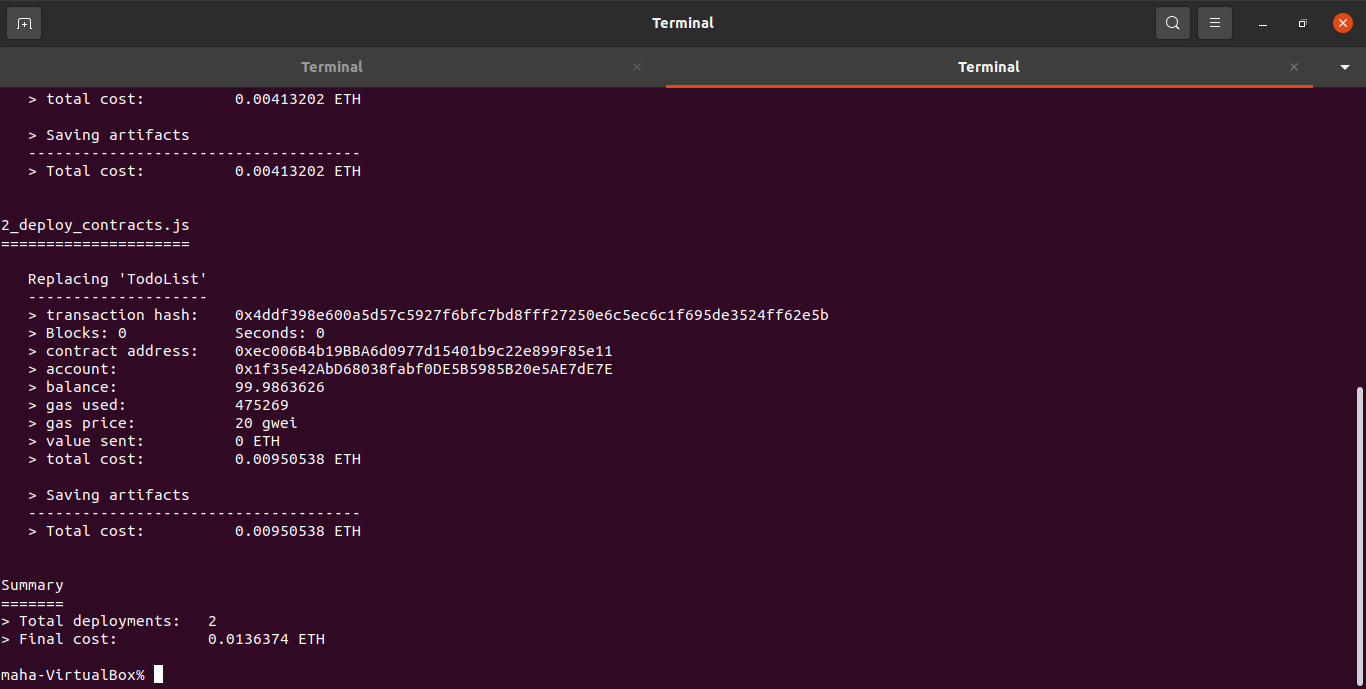 Terminal
Terminal
Terminal
> total cost: 0.00413202 ETH
> Saving artifacts
-------------------------------------
> Total cost: 0.00413202 ETH
2_deploy_contracts.js
=====================
Replacing 'TodoList'
--------------------
> transaction hash: 0x4ddf398e600a5d57c5927f6bfc7bd8fff27250e6c5ec6c1f695de3524ff62e5b
> Blocks: 0 Seconds: 0
> contract address: 0xec006B4b19BBA6d0977d15401b9c22e899F85e11
> account: 0x1f35e42AbD68038fabf0DE5B5985B20e5AE7dE7E
> balance: 99.9863626
> gas used: 475269
> gas price: 20 gwei
> value sent: 0 ETH
> total cost: 0.00950538 ETH
> Saving artifacts
-------------------------------------
> Total cost: 0.00950538 ETH
Summary
=======
> Total deployments: 2
> Final cost: 0.0136374 ETH
maha-VirtualBox%